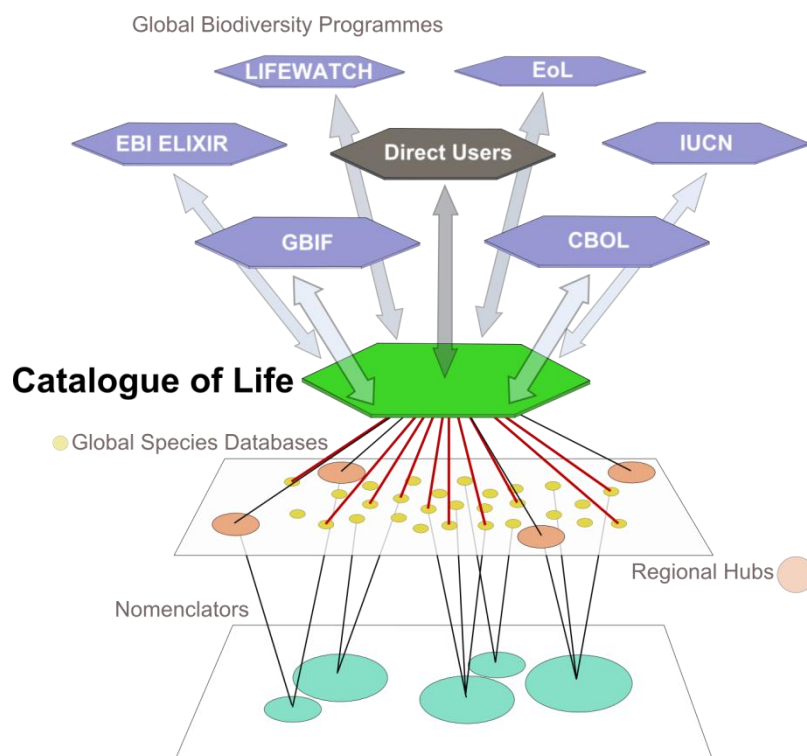 Global Biodiversity Programmes
LIFEWATCH
EoL
EBI ELIXIR
Direct Users
IUCN
GBIF
CBOL
Catalogue of Life
Global Species Databases
Regional Hubs
Nomenclators